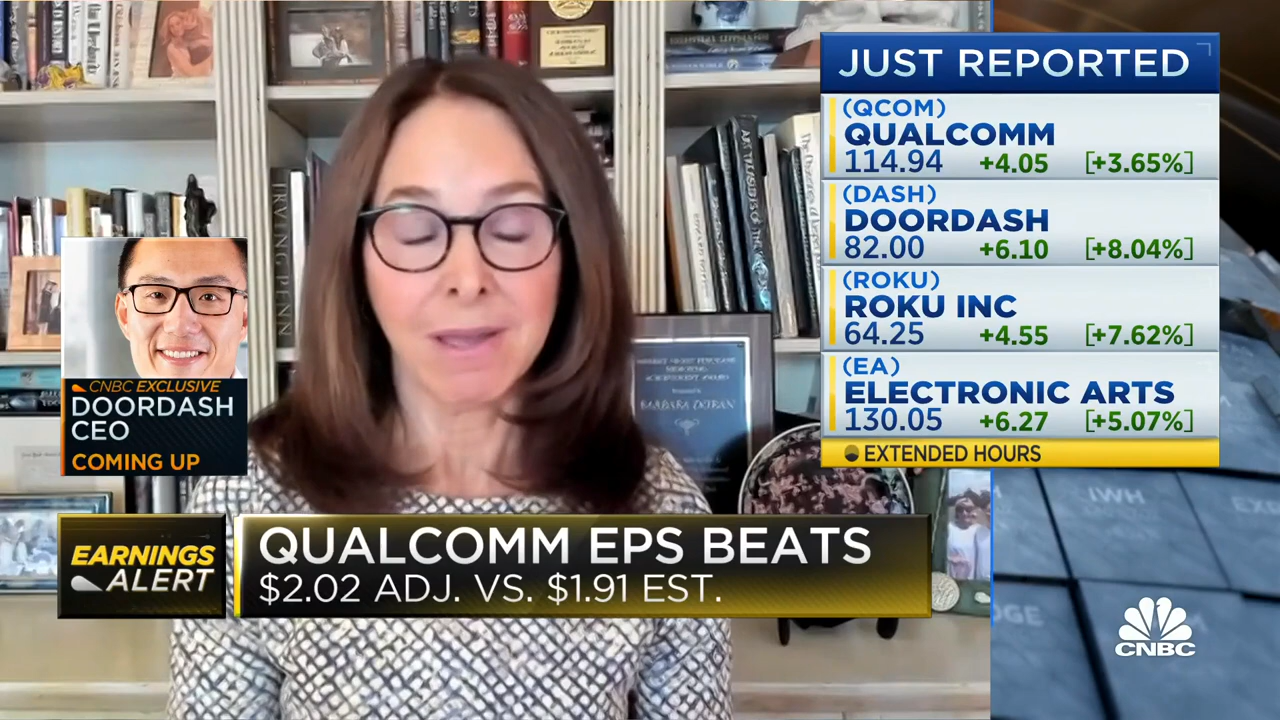 JUST REPORTED
(QCOM)
QUALCOMM
114.94 +4.05 [+3.65%]
(DASH)
DOORDASH
82.00 +6.10 [+8.04%]
(ROKU)
ROKU INC
64.25 +4.55 [+7.62%]
(EA)
ELECTRONIC ARTS
130.05 +6.27 [+5.07%]
EXTENDED HOURS
CNBC EXCLUSIVE
DOORDASH
CEO
COMING UP
EARNINGS
ALERT
QUALCOMM EPS BEATS
$2.02 ADJ. VS. $1.91 EST.
IRVING PENN
BARBARA DORAN
IWH
CNBC